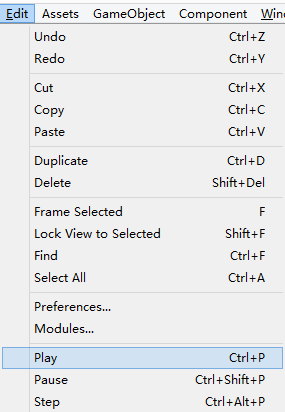 Edit Assets GameObject Component
Undo Ctrl+Z
Redo Ctrl+Y
Cut Ctrl+X
Copy Ctrl+C
Paste Ctrl+V
Duplicate Ctrl+D
Delete Shift+Del
Frame Selected F
Lock View to Selected Shift+F
Find Ctrl+F
Select All Ctrl+A
Preferences...
Modules...
Play Ctrl+P
Pause Ctrl+Shift+P
Step Ctrl+Alt+P